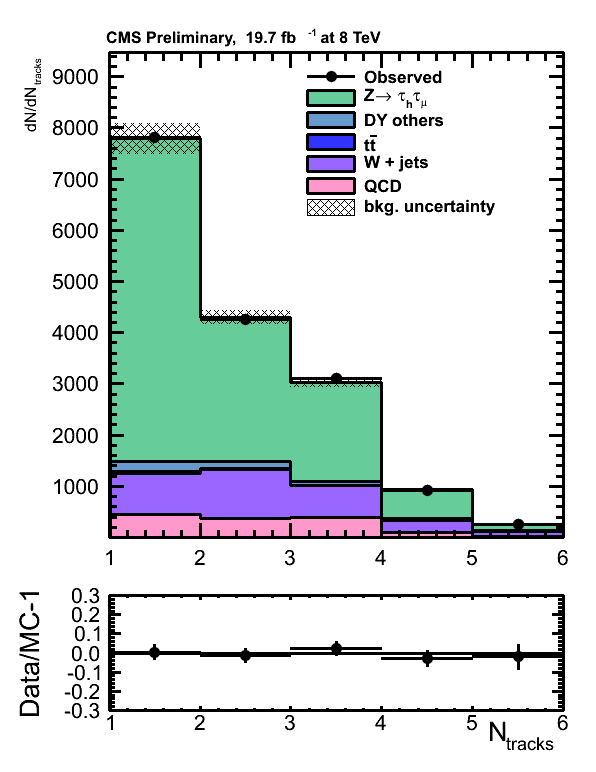 CMS Preliminary, 19.7 fb⁻¹ at 8 TeV
dN/dN_tracks
9000
8000
7000
6000
5000
4000
3000
2000
1000
Observed
Z→ τ_h τ_μ
DY others
tt̄
W + jets
QCD
bkg. uncertainty
1 2 3 4 5 6
Data/MC-1
0.3
0.2
0.1
0.0
-0.1
-0.2
-0.3
1 2 3 4 5 6
N_tracks